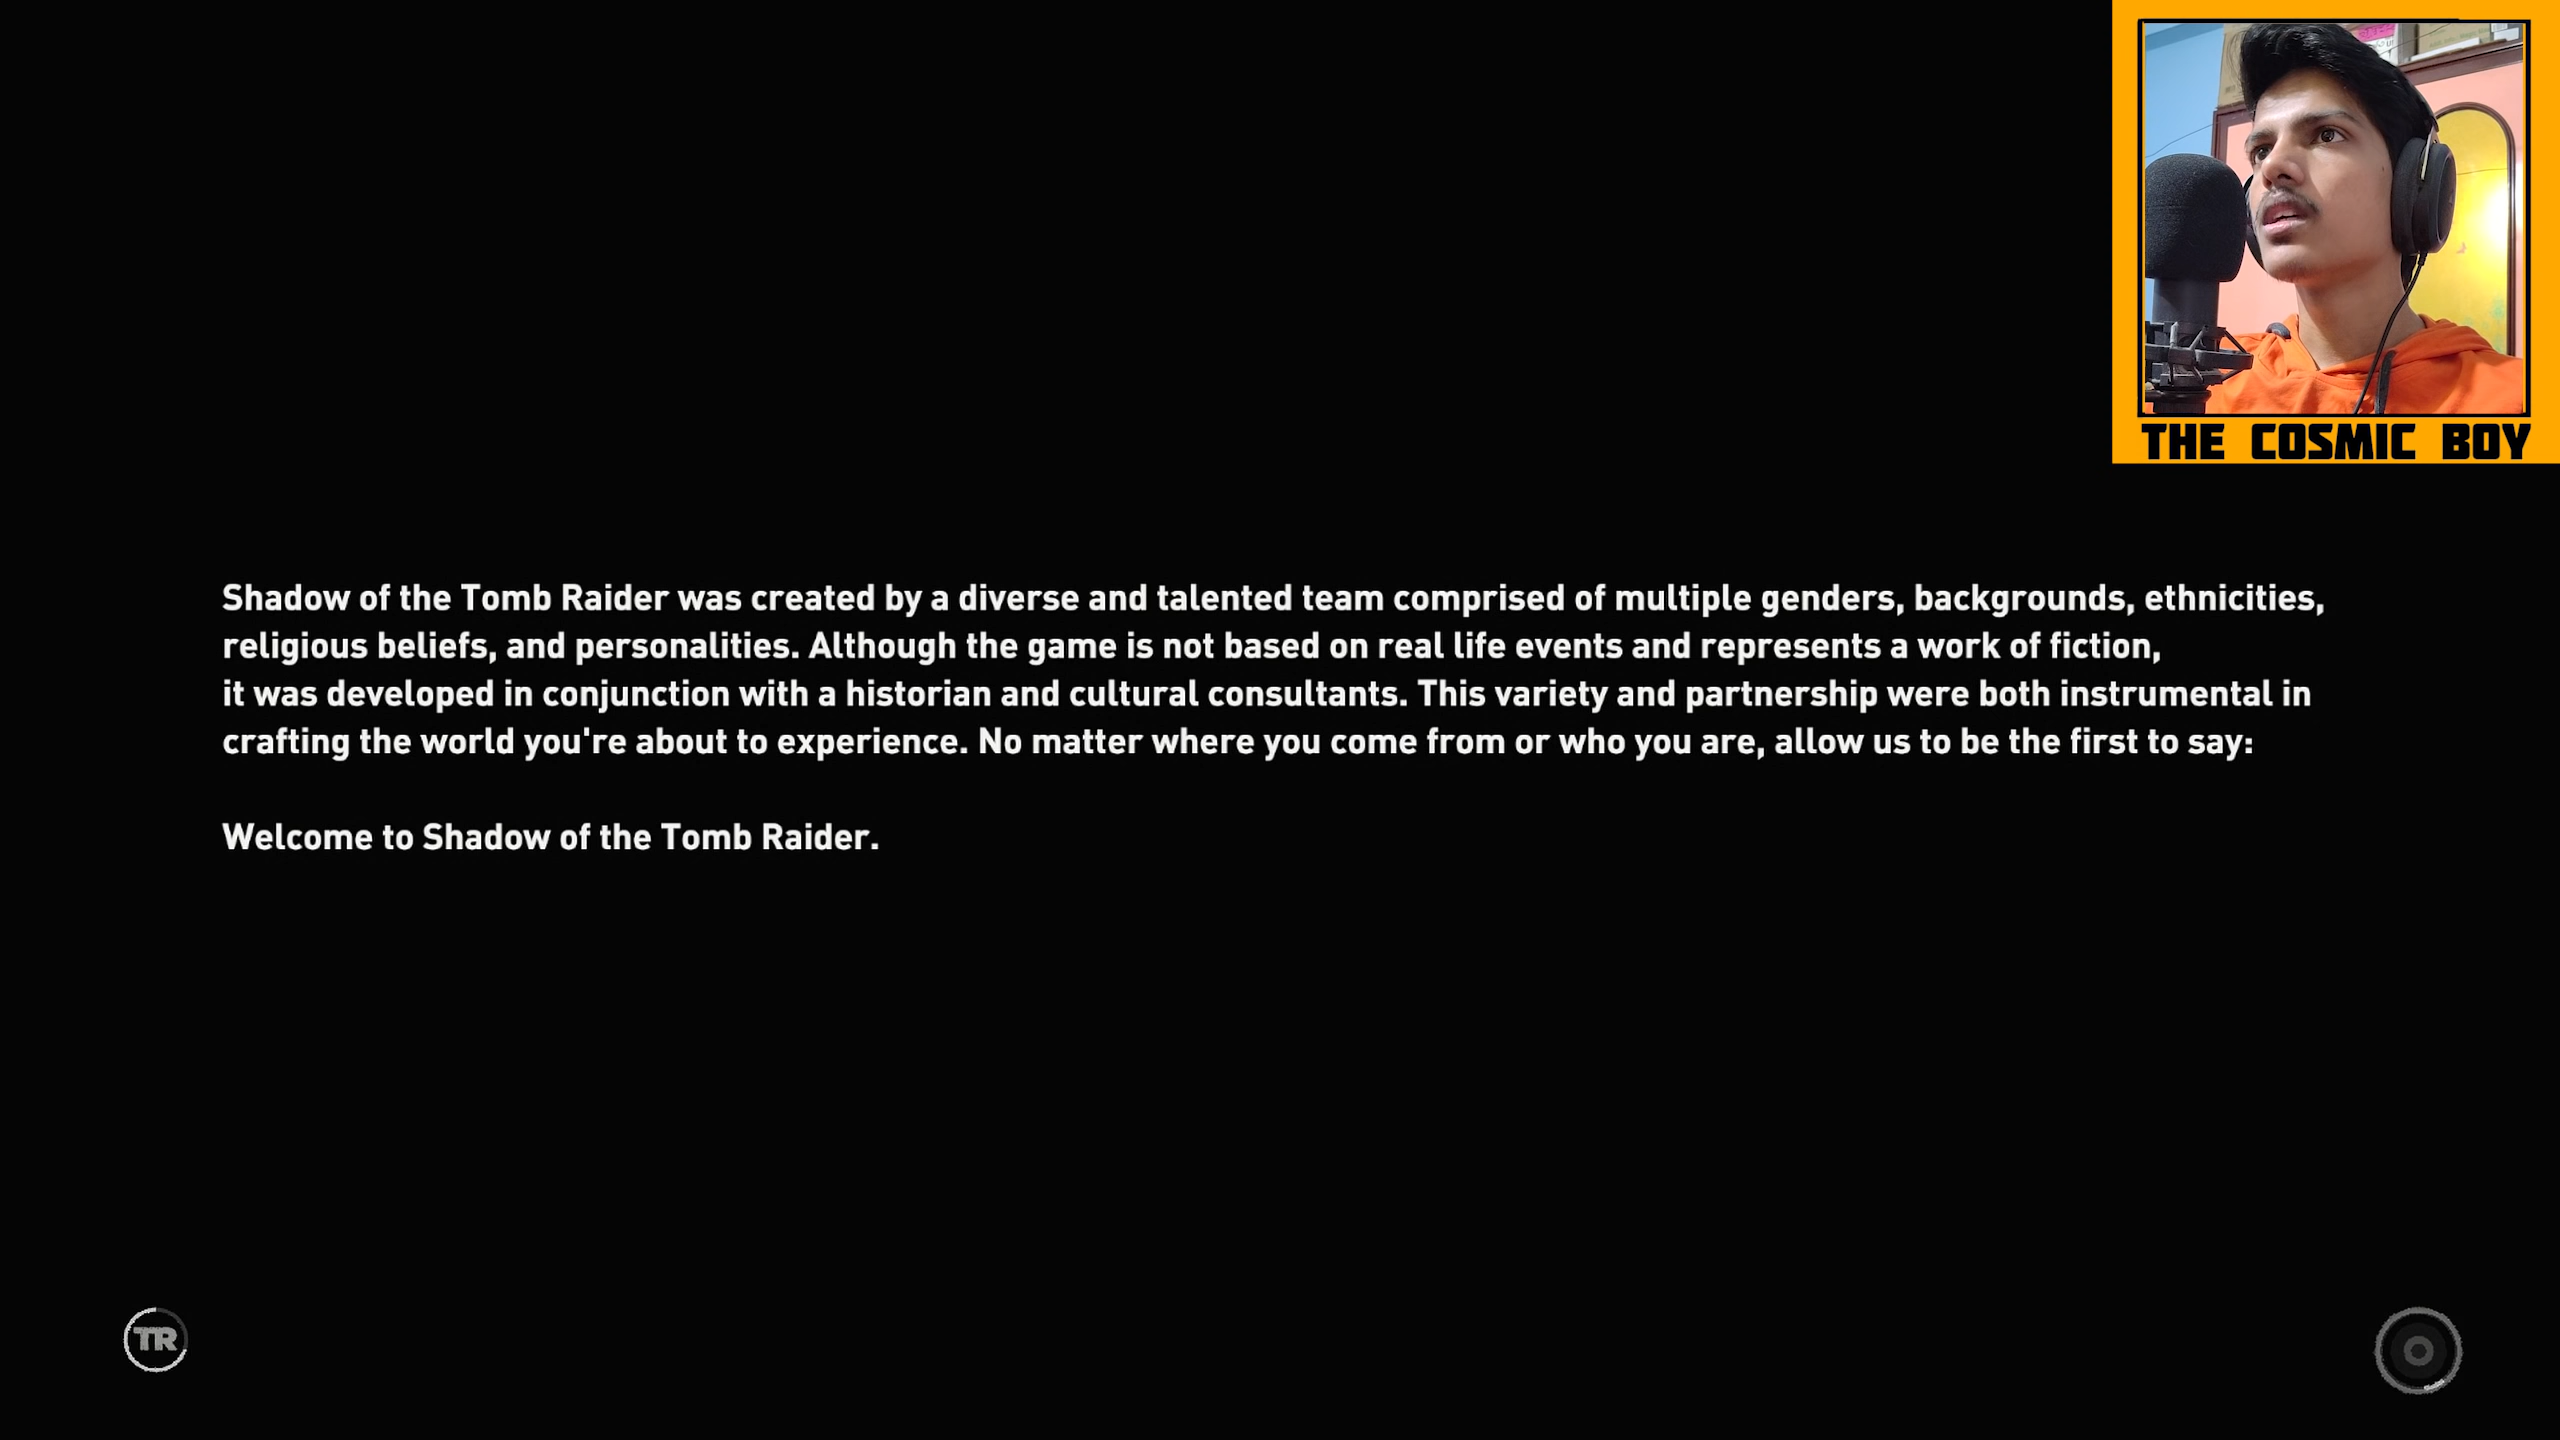 THE COSMIC BOY
Shadow of the Tomb Raider was created by a diverse and talented team comprised of multiple genders, backgrounds, ethnicities,
religious beliefs, and personalities. Although the game is not based on real life events and represents a work of fiction,
it was developed in conjunction with a historian and cultural consultants. This variety and partnership were both instrumental in
crafting the world you're about to experience. No matter where you come from or who you are, allow us to be the first to say:
Welcome to Shadow of the Tomb Raider.
TR